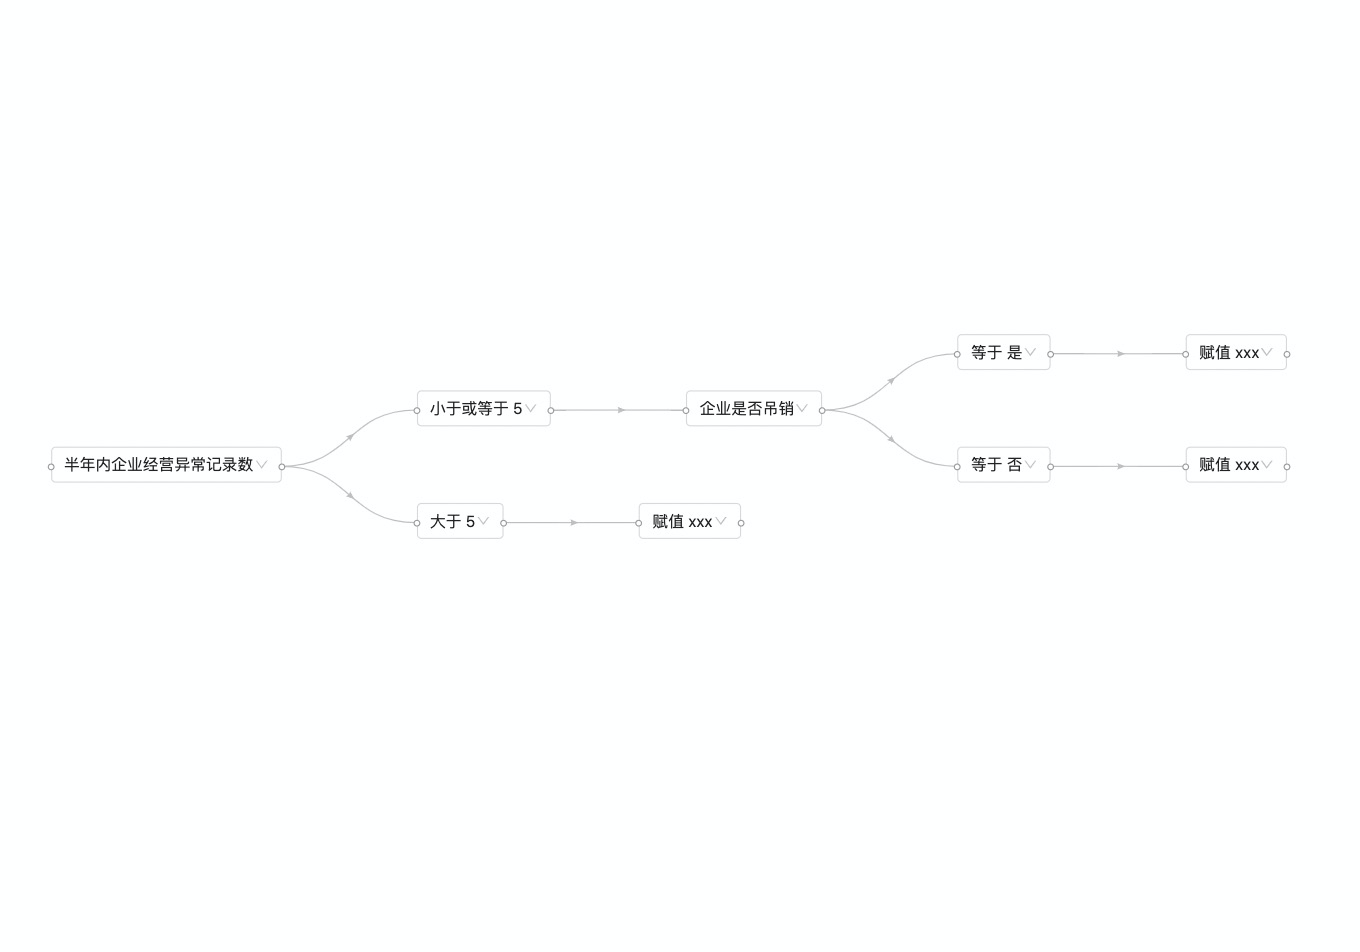 半年内企业经营异常记录数
小于或等于 5
企业是否吊销
等于 是
赋值 xxx
等于 否
赋值 xxx
大于 5
赋值 xxx